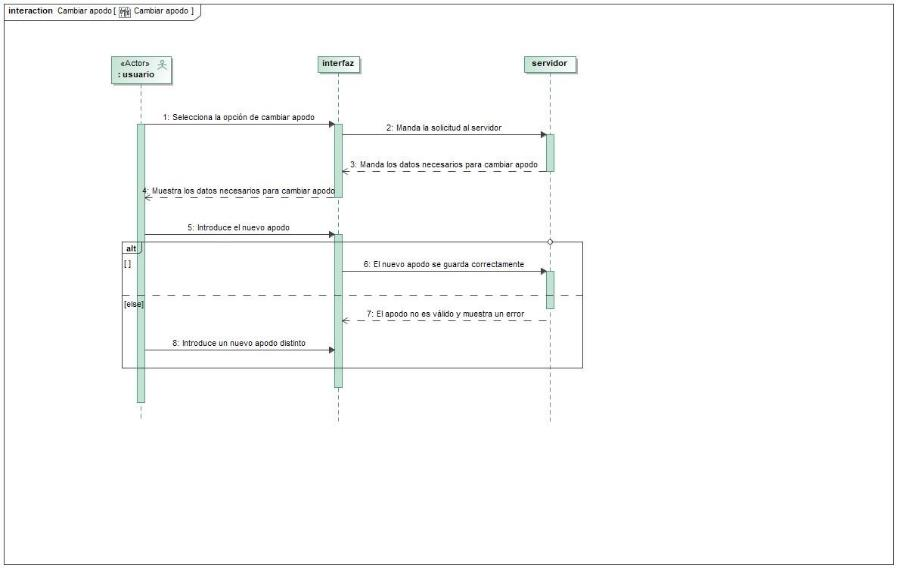 interaction Cambiar apodo [ Cambiar apodo ]
«Actor»
: usuario
interfaz
servidor
1: Selecciona la opción de cambiar apodo
2: Manda la solicitud al servidor
3: Manda los datos necesarios para cambiar apodo
4: Muestra los datos necesarios para cambiar apodo
5: Introduce el nuevo apodo
alt
[ ]
6: El nuevo apodo se guarda correctamente
[else]
7: El apodo no es válido y muestra un error
8: Introduce un nuevo apodo distinto